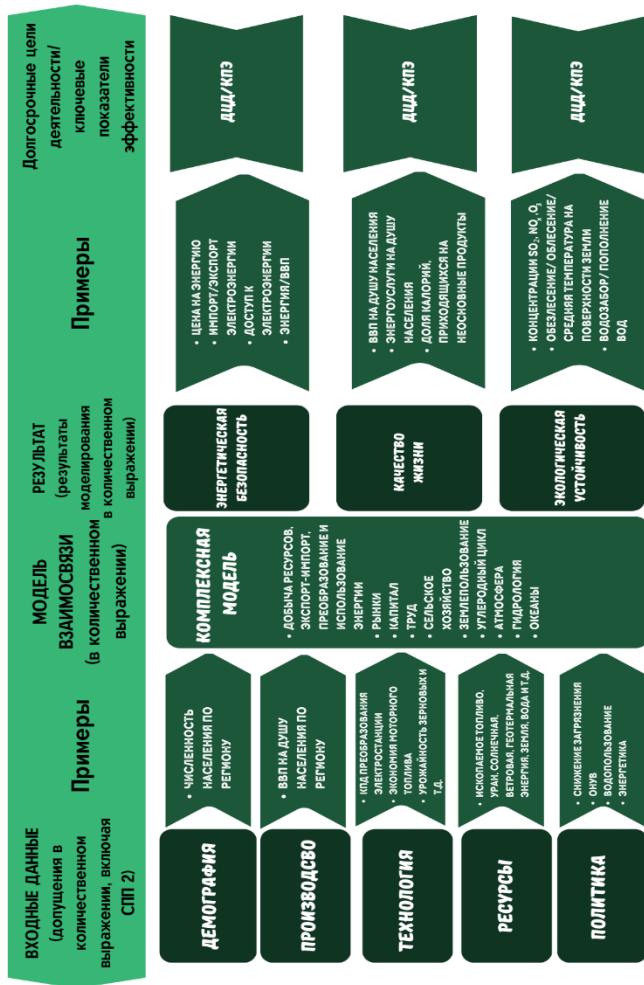 ВХОДНЫЕ ДАННЫЕ
(допущения в
количественном
выражении, включая
СПП 2)
Примеры
МОДЕЛЬ
ВЗАИМОСВЯЗИ
(в количественном
выражении)
РЕЗУЛЬТАТ
(результаты
моделирования
в количественном
выражении)
Примеры
Долгосрочные цели
деятельности/
ключевые
показатели
эффективности
ДЕМОГРАФИЯ
• ЧИСЛЕННОСТЬ
НАСЕЛЕНИЯ ПО
РЕГИОНУ
ПРОИЗВОДСВО
• ВВП НА ДУШУ
НАСЕЛЕНИЯ ПО
РЕГИОНУ
ТЕХНОЛОГИЯ
• КПД ПРЕОБРАЗОВАНИЯ
ЭЛЕКТРОСТАНЦИИ
• ЭКОНОМИЯ МОТОРНОГО
ТОПЛИВА
• УРОЖАЙНОСТЬ ЗЕРНОВЫХ И
Т.Д.
РЕСУРСЫ
• ИСКОПАЕМОЕ ТОПЛИВО,
УРАН, СОЛНЕЧНАЯ,
ВЕТРОВАЯ, ГЕОТЕРМАЛЬНАЯ
ЭНЕРГИЯ, ЗЕМЛЯ, ВОДА И Т.Д.
ПОЛИТИКА
• СНИЖЕНИЕ ЗАГРЯЗНЕНИЯ
• ОНУВ
• ВОДОПОЛЬЗОВАНИЕ
• ЭНЕРГЕТИКА
КОМПЛЕКСНАЯ
МОДЕЛЬ
• ДОБЫЧА РЕСУРСОВ,
ЭКСПОРТ-ИМПОРТ,
ПРЕОБРАЗОВАНИЕ И
ИСПОЛЬЗОВАНИЕ
ЭНЕРГИИ
• РЫНКИ
• КАПИТАЛ
• ТРУД
• СЕЛЬСКОЕ
ХОЗЯЙСТВО
• ЗЕМЛЕПОЛЬЗОВАНИЕ
• УГЛЕРОДНЫЙ ЦИКЛ
• АТМОСФЕРА
• ГИДРОЛОГИЯ
• ОКЕАНЫ
ЭНЕРГЕТИЧЕСКАЯ
БЕЗОПАСНОСТЬ
• ЦЕНА НА ЭНЕРГИЮ
• ИМПОРТ/ЭКСПОРТ
ЭЛЕКТРОЭНЕРГИИ
• ДОСТУП К
ЭЛЕКТРОЭНЕРГИИ
• ЭНЕРГИЯ/ВВП
ДЦД/КПЭ
КАЧЕСТВО
ЖИЗНИ
• ВВП НА ДУШУ НАСЕЛЕНИЯ
• ЭНЕРГОУСЛУГИ НА ДУШУ
НАСЕЛЕНИЯ
• ДОЛЯ КАЛОРИЙ,
ПРИХОДЯЩИХСЯ НА
НЕОСНОВНЫЕ ПРОДУКТЫ
ДЦД/КПЭ
ЭКОЛОГИЧЕСКАЯ
УСТОЙЧИВОСТЬ
• КОНЦЕНТРАЦИИ SO₂, NOₓ, O₃
• ОБЕЗЛЕСЕНИЕ/ ОБЛЕСЕНИЕ/
СРЕДНЯЯ ТЕМПЕРАТУРА НА
ПОВЕРХНОСТИ ЗЕМЛИ
• ВОДОЗАБОР / ПОПОЛНЕНИЕ
ВОД
ДЦД/КПЭ